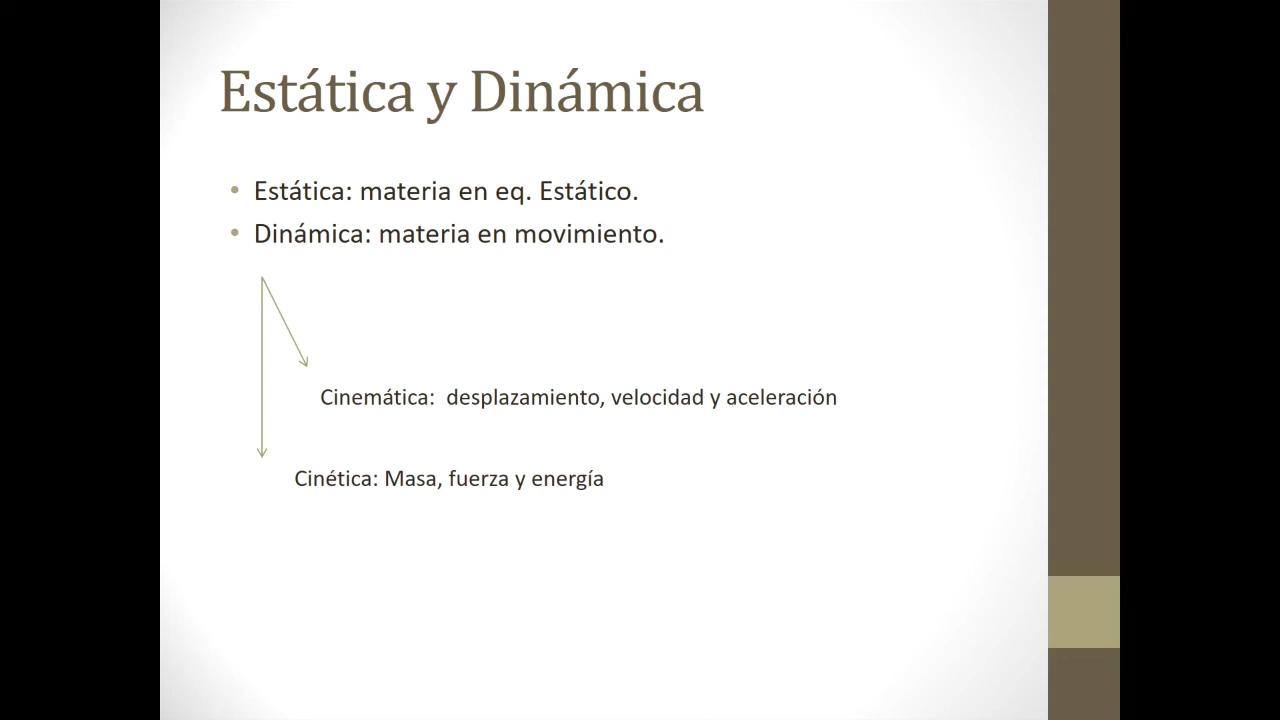 Estática y Dinámica
• Estática: materia en eq. Estático.
• Dinámica: materia en movimiento.
Cinemática: desplazamiento, velocidad y aceleración
Cinética: Masa, fuerza y energía